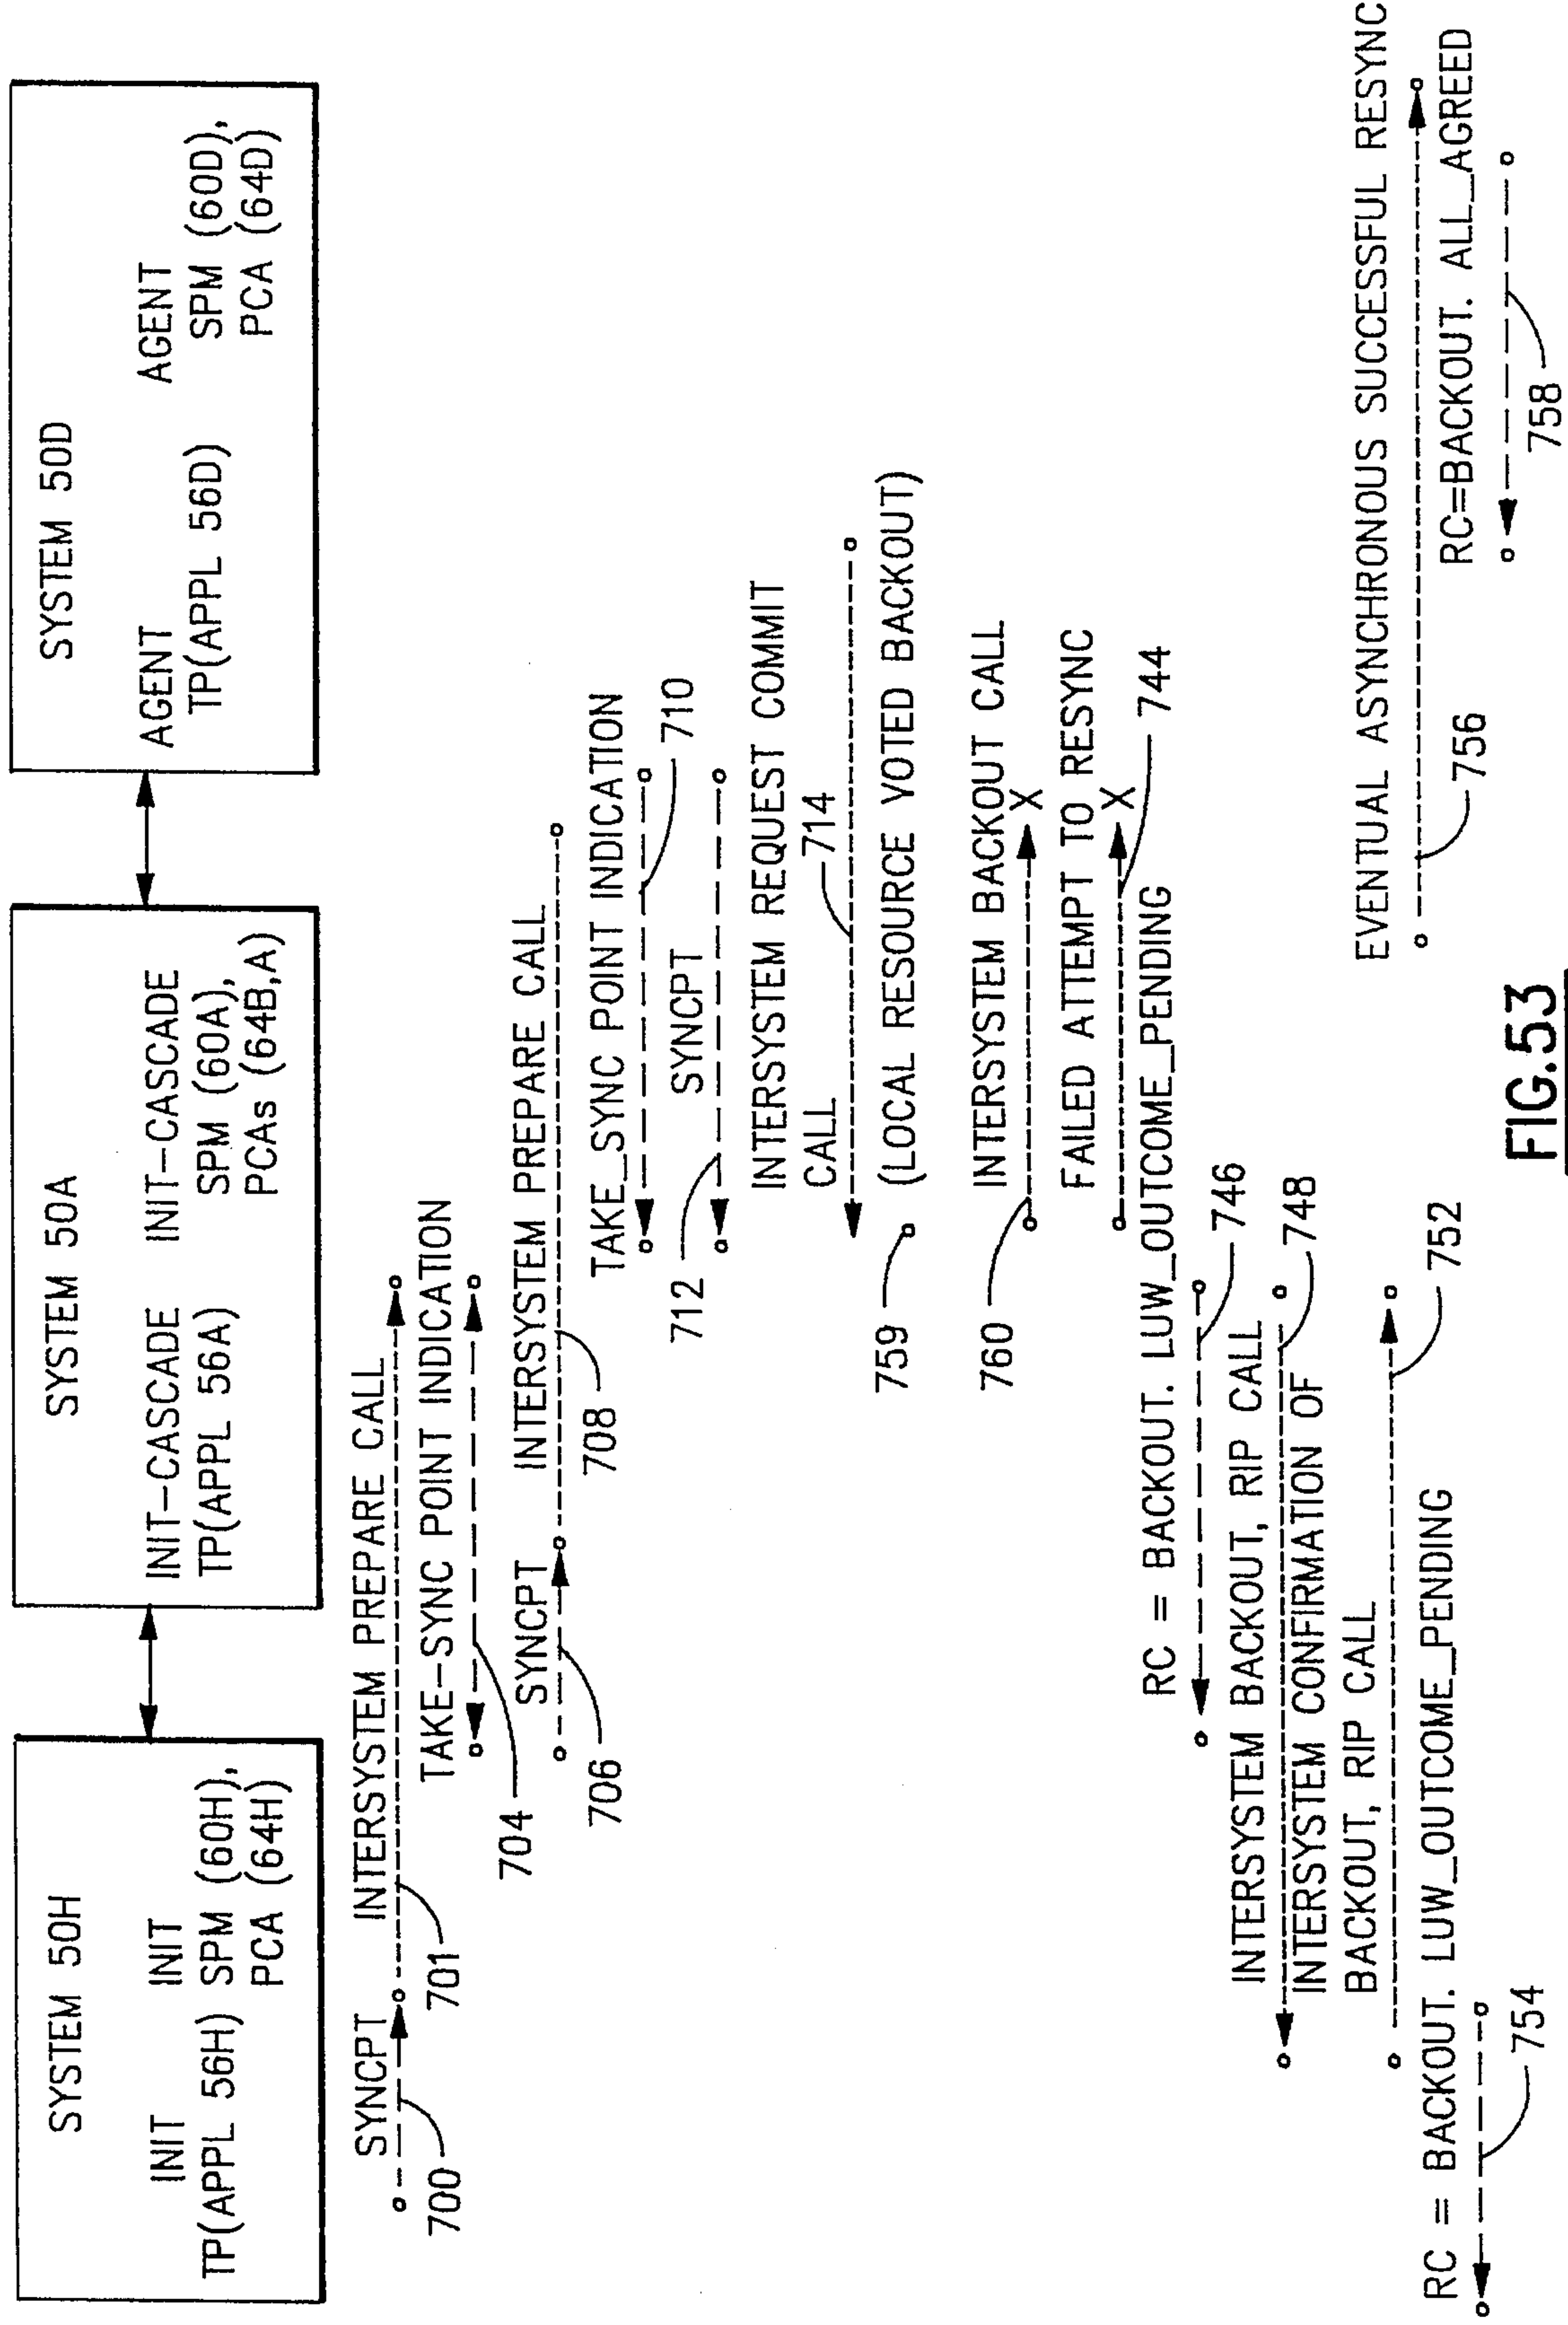 SYSTEM 50H
INIT INIT
TP(APPL 56H) SPM (60H),
PCA (64H)
SYSTEM 50A
INIT-CASCADE INIT-CASCADE
TP(APPL 56A) SPM (60A),
PCAs (64B,A)
SYSTEM 50D
AGENT AGENT
TP(APPL 56D) SPM (60D),
PCA (64D)
SYNCPT INTERSYSTEM PREPARE CALL
700 701
TAKE-SYNC POINT INDICATION
704
SYNCPT INTERSYSTEM PREPARE CALL
706 708
TAKE_SYNC POINT INDICATION
710
SYNCPT
712
INTERSYSTEM REQUEST COMMIT
CALL 714
(LOCAL RESOURCE VOTED BACKOUT)
759
INTERSYSTEM BACKOUT CALL
X
760
FAILED ATTEMPT TO RESYNC
X
744
RC = BACKOUT. LUW_OUTCOME_PENDING
746
INTERSYSTEM BACKOUT, RIP CALL
748
INTERSYSTEM CONFIRMATION OF
BACKOUT, RIP CALL
752
EVENTUAL ASYNCHRONOUS SUCCESSFUL RESYNC
756
RC = BACKOUT. LUW_OUTCOME_PENDING
754
RC=BACKOUT. ALL_AGREED
758
FIG.53